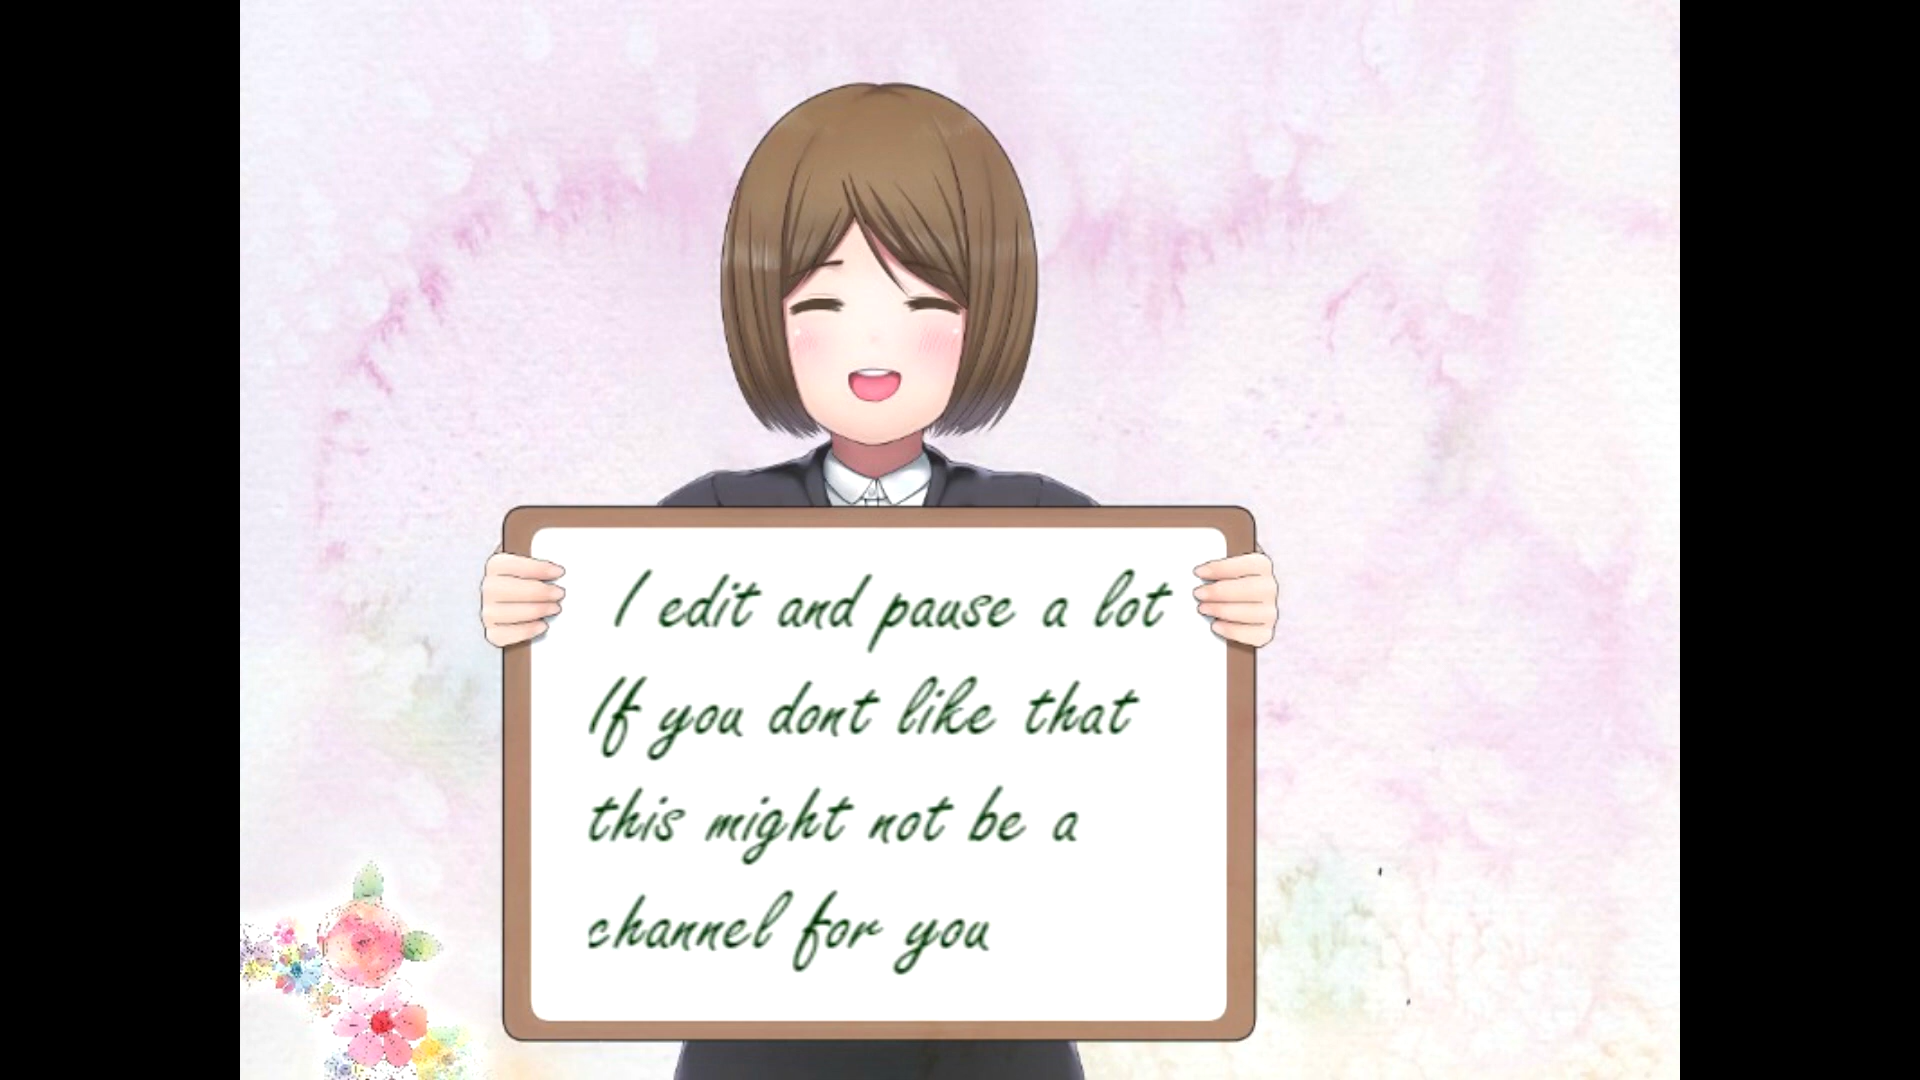 I edit and pause a lot
If you dont like that
this might not be a
channel for you